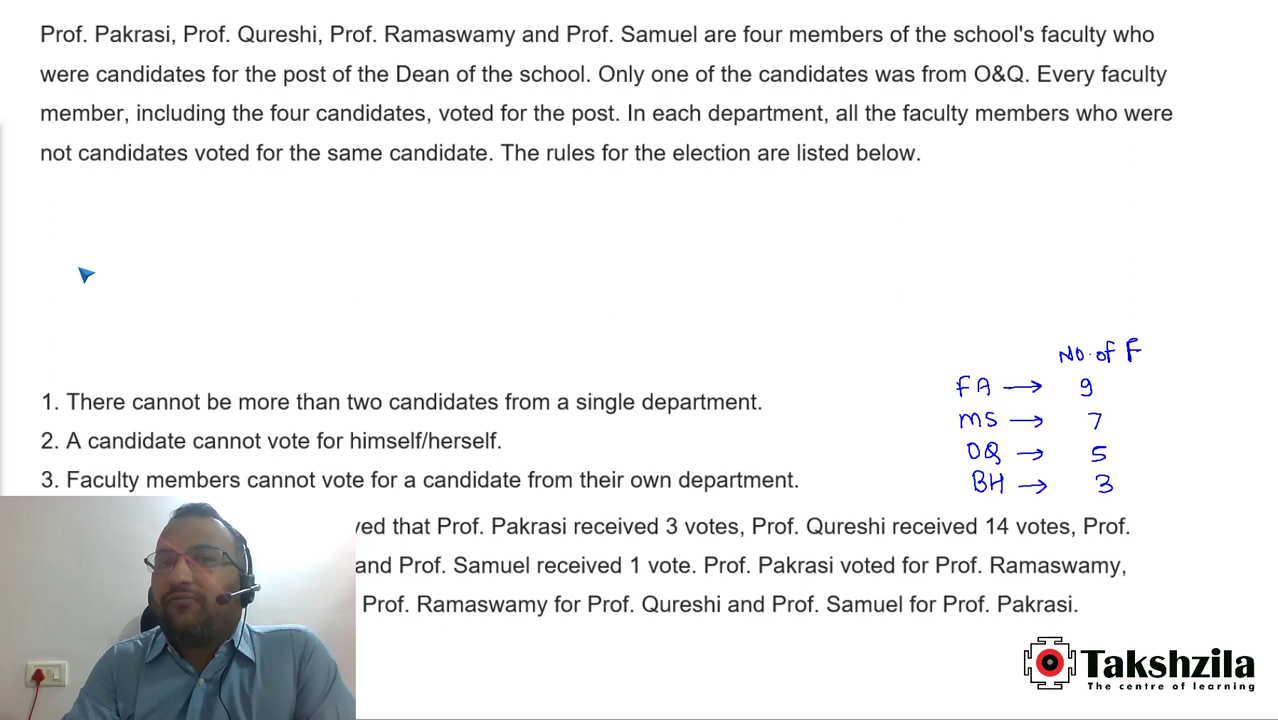 Prof. Pakrasi, Prof. Qureshi, Prof. Ramaswamy and Prof. Samuel are four members of the school's faculty who
were candidates for the post of the Dean of the school. Only one of the candidates was from O&Q. Every faculty
member, including the four candidates, voted for the post. In each department, all the faculty members who were
not candidates voted for the same candidate. The rules for the election are listed below.
No. of F
FA → 9
MS → 7
OQ → 5
BH → 3
1. There cannot be more than two candidates from a single department.
2. A candidate cannot vote for himself/herself.
3. Faculty members cannot vote for a candidate from their own department.
that Prof. Pakrasi received 3 votes, Prof. Qureshi received 14 votes, Prof.
and Prof. Samuel received 1 vote. Prof. Pakrasi voted for Prof. Ramaswamy,
Prof. Ramaswamy for Prof. Qureshi and Prof. Samuel for Prof. Pakrasi.
Takshzila
The centre of learning